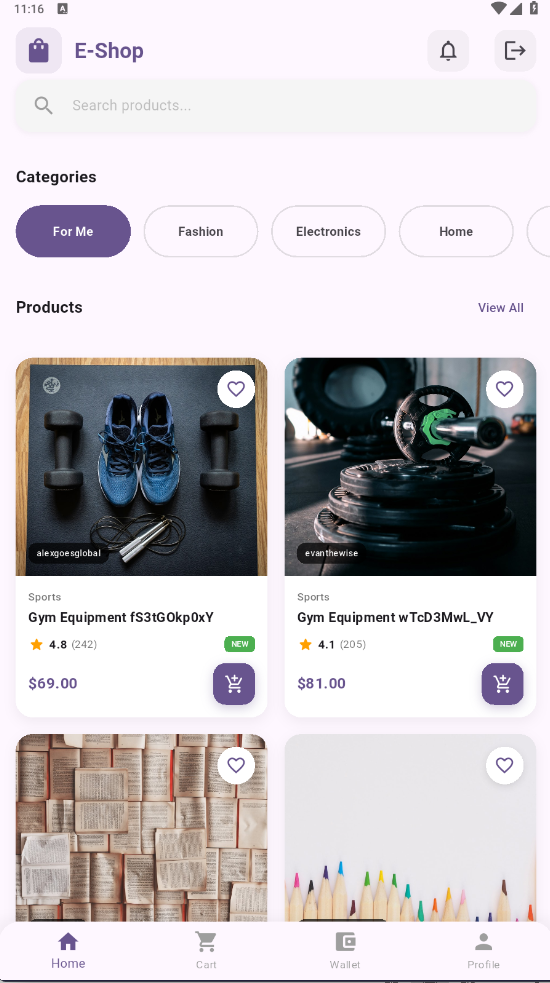 11:16
E-Shop
Search products...
Categories
For Me
Fashion
Electronics
Home
Products
View All
alexgoesglobal
evanthewise
Sports
Gym Equipment fS3tGOkp0xY
4.8 (242)
NEW
$69.00
Sports
Gym Equipment wTcD3MwL_VY
4.1 (205)
NEW
$81.00
Home
Cart
Wallet
Profile